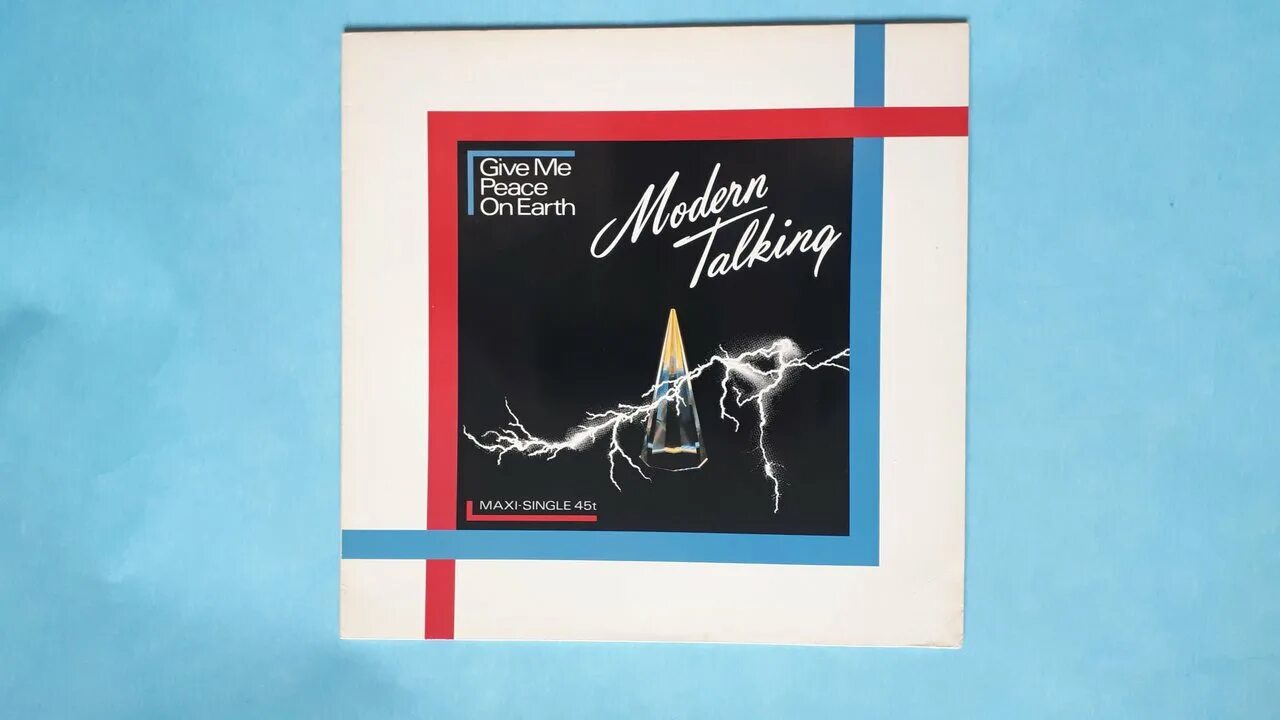 Give Me
Peace
On Earth
Modern
Talking
MAXI-SINGLE 45t